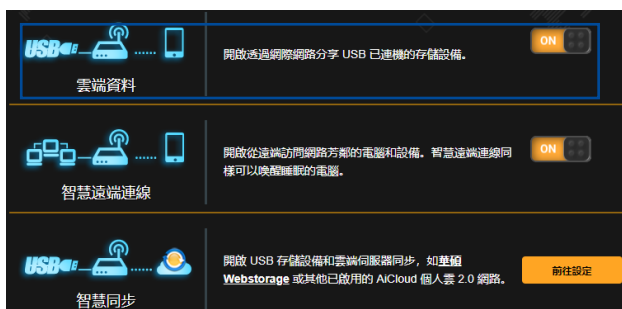 USB
開啟透過網際網路分享 USB 已連機的存儲設備。
ON
雲端資料
開啟從遠端訪問網路芳鄰的電腦和設備。智慧遠端連線同
樣可以喚醒睡眠的電腦。
ON
智慧遠端連線
USB
開啟 USB 存儲設備和雲端伺服器同步，如華碩
Webstorage 或其他已啟用的 AiCloud 個人雲 2.0 網路。
前往設定
智慧同步